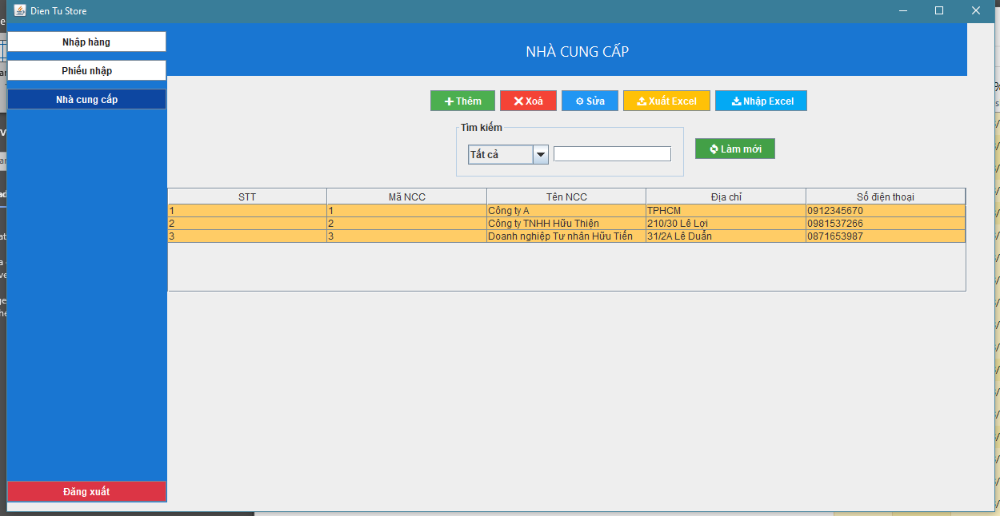 Dien Tu Store
Nhập hàng
Phiếu nhập
Nhà cung cấp
Đăng xuất
NHÀ CUNG CẤP
Thêm Xoá Sửa Xuất Excel Nhập Excel
Tìm kiếm
Tất cả
Làm mới
STT Mã NCC Tên NCC Địa chỉ Số điện thoại
1 1 Công ty A TPHCM 0912345670
2 2 Công ty TNHH Hữu Thiện 210/30 Lê Lợi 0981537266
3 3 Doanh nghiệp Tư nhân Hữu Tiến 31/2A Lê Duẩn 0871653987